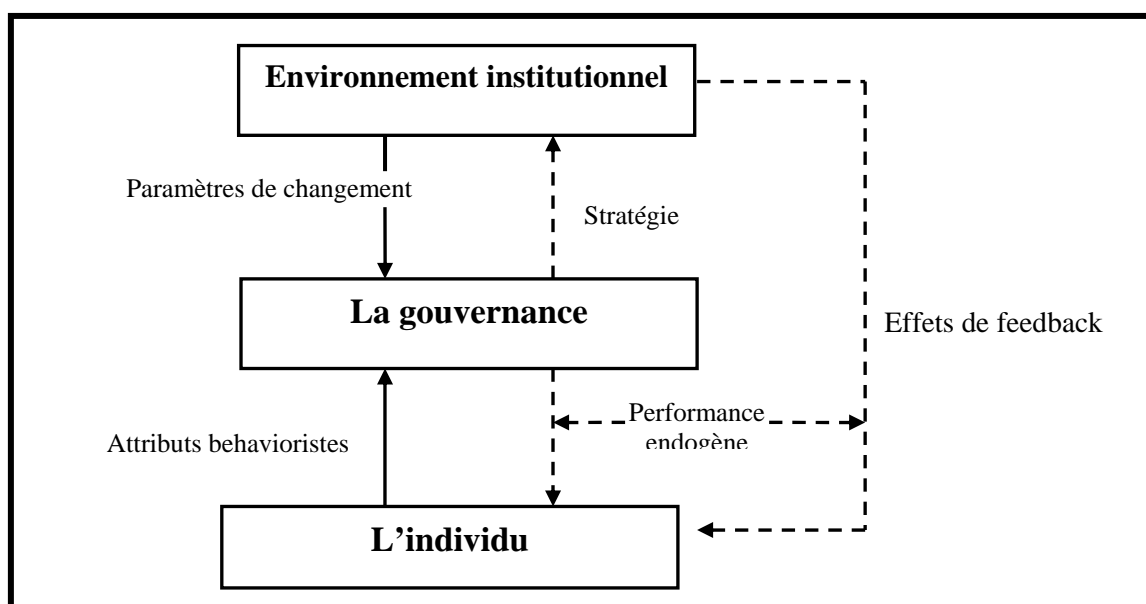 Environnement institutionnel
Paramètres de changement
Stratégie
La gouvernance
Effets de feedback
Performance
endogène
Attributs behavioristes
L’individu